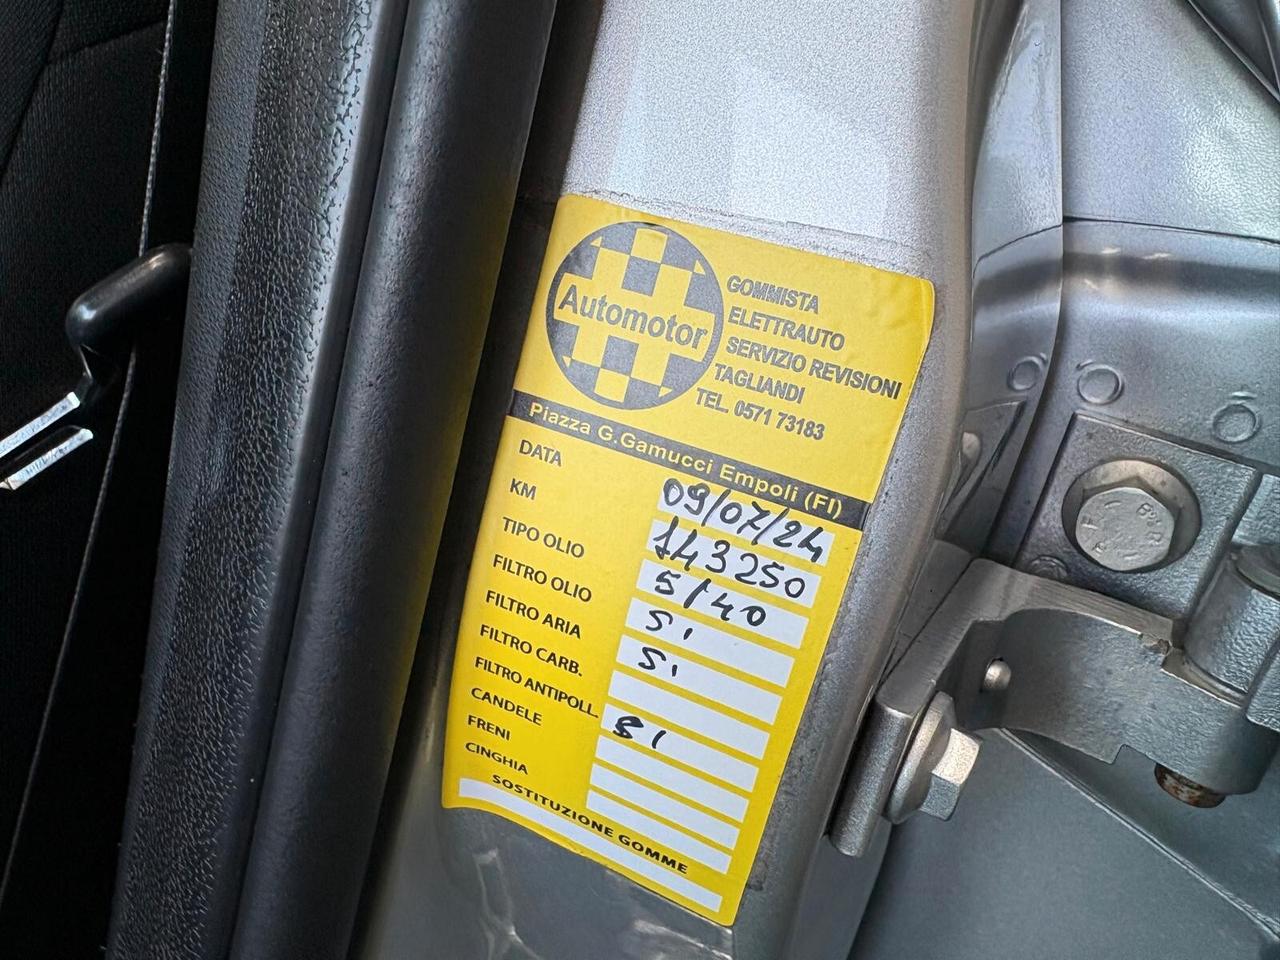 Automotor
GOMMISTA
ELETTRAUTO
SERVIZIO REVISIONI
TAGLIANDI
TEL. 0571 73183
Piazza G.Gamucci Empoli (FI)
DATA 09/07/24
KM 143250
TIPO OLIO 5/40
FILTRO OLIO Si
FILTRO ARIA Si
FILTRO CARB.
FILTRO ANTIPOLL. Si
CANDELE
FRENI
CINGHIA
SOSTITUZIONE GOMME